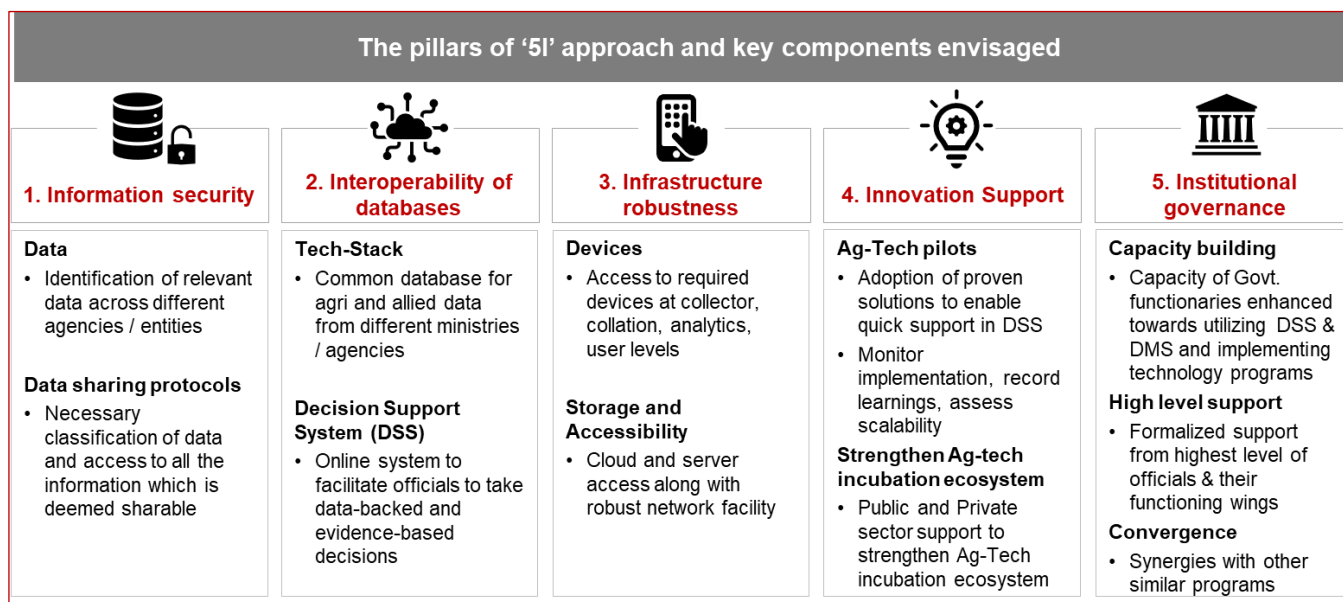 The pillars of ‘5I’ approach and key components envisaged
1. Information security
Data
• Identification of relevant
data across different
agencies / entities
Data sharing protocols
• Necessary
classification of data
and access to all the
information which is
deemed sharable
2. Interoperability of
databases
Tech-Stack
• Common database for
agri and allied data
from different ministries
/ agencies
Decision Support
System (DSS)
• Online system to
facilitate officials to take
data-backed and
evidence-based
decisions
3. Infrastructure
robustness
Devices
• Access to required
devices at collector,
collation, analytics,
user levels
Storage and
Accessibility
• Cloud and server
access along with
robust network facility
4. Innovation Support
Ag-Tech pilots
• Adoption of proven
solutions to enable
quick support in DSS
• Monitor
implementation, record
learnings, assess
scalability
Strengthen Ag-tech
incubation ecosystem
• Public and Private
sector support to
strengthen Ag-Tech
incubation ecosystem
5. Institutional
governance
Capacity building
• Capacity of Govt.
functionaries enhanced
towards utilizing DSS &
DMS and implementing
technology programs
High level support
• Formalized support
from highest level of
officials & their
functioning wings
Convergence
• Synergies with other
similar programs